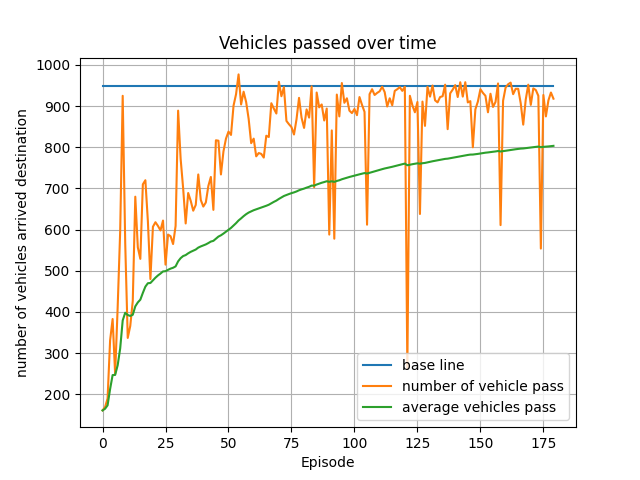 Vehicles passed over time
number of vehicles arrived destination
1000
900
800
700
600
500
400
300
200
base line
number of vehicle pass
average vehicles pass
0 25 50 75 100 125 150 175
Episode